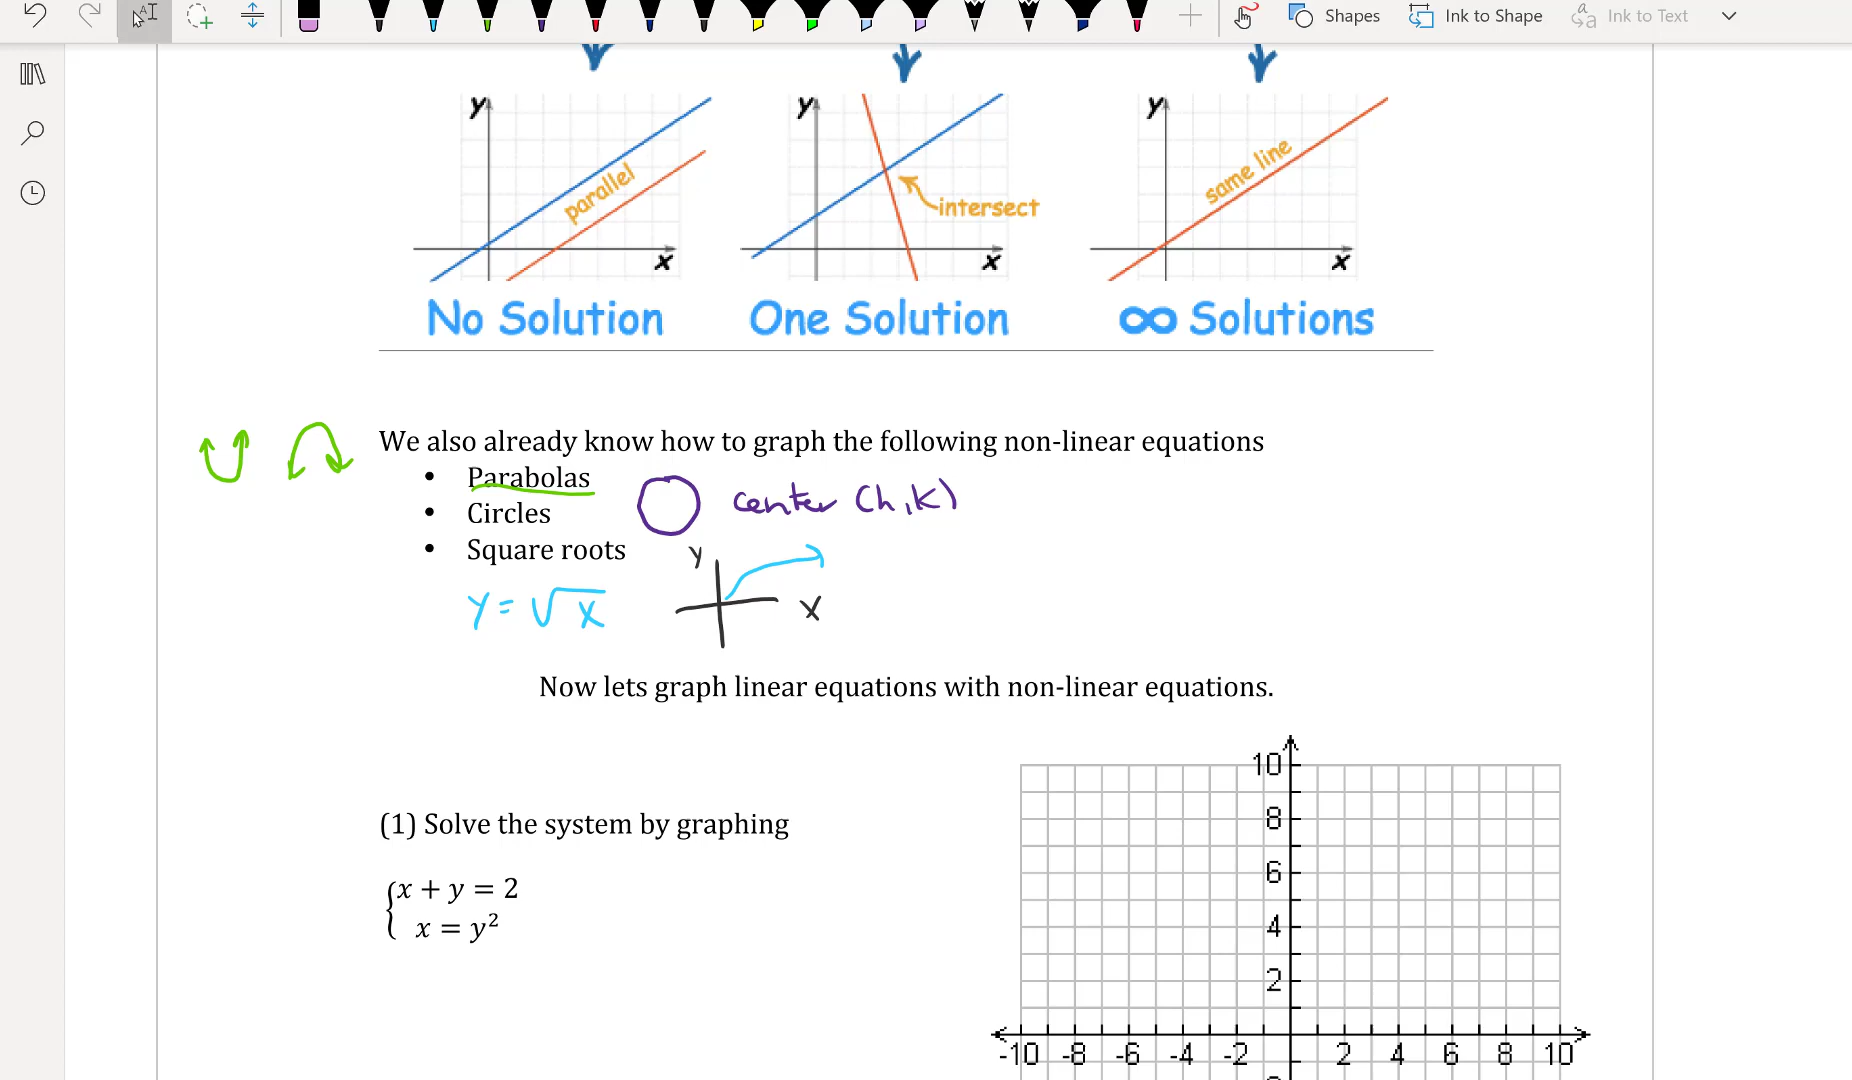 Shapes Ink to Shape Ink to Text
y y y
parallel intersect same line
x x x
No Solution One Solution ∞ Solutions
We also already know how to graph the following non-linear equations
• Parabolas
center (h,k)
• Circles
• Square roots
y
y = √x x
Now lets graph linear equations with non-linear equations.
10
(1) Solve the system by graphing
8
6
{x + y = 2
x = y²
4
2
-10 -8 -6 -4 -2 2 4 6 8 10